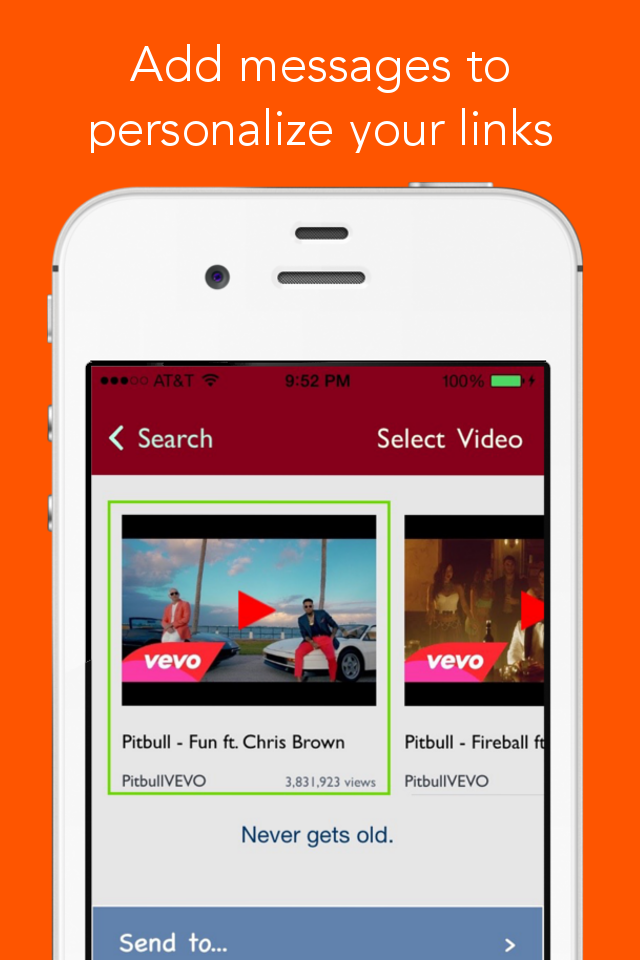 Add messages to
personalize your links
AT&T 9:52 PM 100%
Search Select Video
vevo vevo
Pitbull - Fun ft. Chris Brown Pitbull - Fireball ft
PitbullVEVO 3,831,923 views PitbullVEVO
Never gets old.
Send to... >